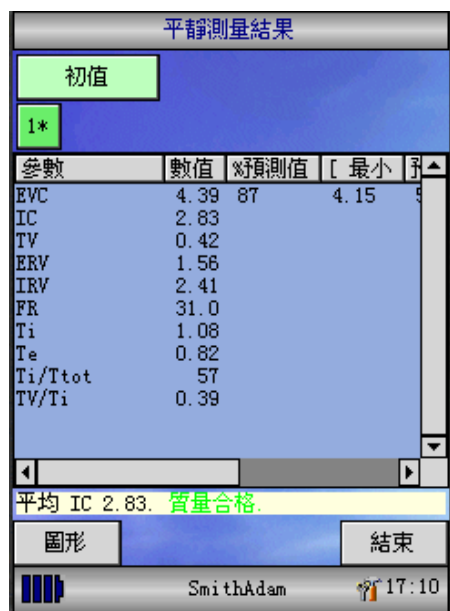 平靜測量結果
初值
1*
參數 數值 %預測值 [ 最小
EVC 4.39 87 4.15
IC 2.83
TV 0.42
ERV 1.56
IRV 2.41
FR 31.0
Ti 1.08
Te 0.82
Ti/Ttot 57
TV/Ti 0.39
平均 IC 2.83. 質量合格.
圖形 結束
SmithAdam 17:10